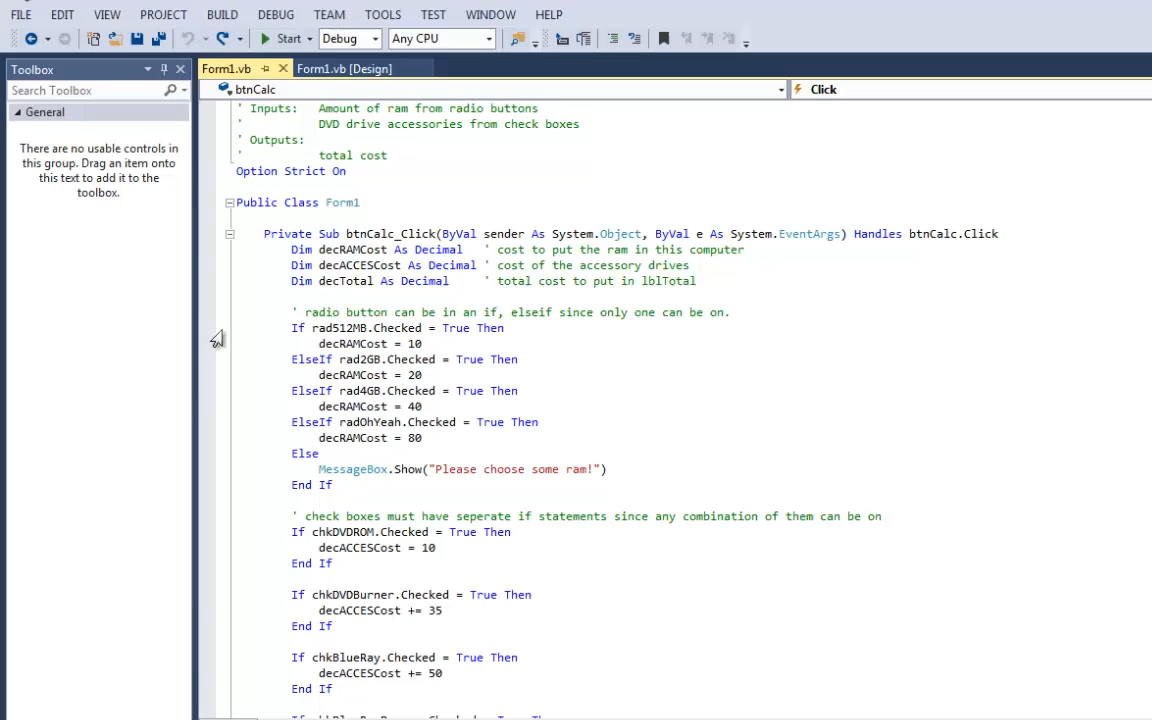 FILE EDIT VIEW PROJECT BUILD DEBUG TEAM TOOLS TEST WINDOW HELP
Start Debug Any CPU
Toolbox
Form1.vb Form1.vb [Design]
Search Toolbox
btnCalc Click
General
There are no usable controls in
this group. Drag an item onto
this text to add it to the
toolbox.
' Inputs: Amount of ram from radio buttons
' DVD drive accessories from check boxes
' Outputs:
' total cost
Option Strict On
Public Class Form1
Private Sub btnCalc_Click(ByVal sender As System.Object, ByVal e As System.EventArgs) Handles btnCalc.Click
Dim decRAMCost As Decimal ' cost to put the ram in this computer
Dim decACCESCost As Decimal ' cost of the accessory drives
Dim decTotal As Decimal ' total cost to put in lblTotal
' radio button can be in an if, elseif since only one can be on.
If rad512MB.Checked = True Then
decRAMCost = 10
ElseIf rad2GB.Checked = True Then
decRAMCost = 20
ElseIf rad4GB.Checked = True Then
decRAMCost = 40
ElseIf radOhYeah.Checked = True Then
decRAMCost = 80
Else
MessageBox.Show("Please choose some ram!")
End If
' check boxes must have seperate if statements since any combination of them can be on
If chkDVDROM.Checked = True Then
decACCESCost = 10
End If
If chkDVDBurner.Checked = True Then
decACCESCost += 35
End If
If chkBlueRay.Checked = True Then
decACCESCost += 50
End If